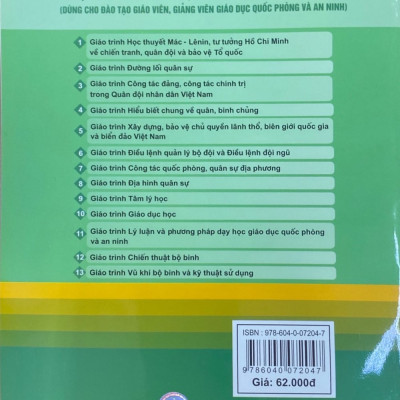 (DÙNG CHO ĐÀO TẠO GIÁO VIÊN, GIẢNG VIÊN GIÁO DỤC QUỐC PHÒNG VÀ AN NINH)
1 Giáo trình Học thuyết Mác - Lênin, tư tưởng Hồ Chí Minh
về chiến tranh, quân đội và bảo vệ Tổ quốc
2 Giáo trình Đường lối quân sự
3 Giáo trình Công tác đảng, công tác chính trị
trong Quân đội nhân dân Việt Nam
4 Giáo trình Hiểu biết chung về quân, binh chủng
5 Giáo trình Xây dựng, bảo vệ chủ quyền lãnh thổ, biên giới quốc gia
và biển đảo Việt Nam
6 Giáo trình Điều lệnh quản lý bộ đội và Điều lệnh đội ngũ
7 Giáo trình Công tác quốc phòng, quân sự địa phương
8 Giáo trình Địa hình quân sự
9 Giáo trình Tâm lý học
10 Giáo trình Giáo dục học
11 Giáo trình Lý luận và phương pháp dạy học giáo dục quốc phòng
và an ninh
12 Giáo trình Chiến thuật bộ binh
13 Giáo trình Vũ khí bộ binh và kỹ thuật sử dụng
ISBN : 978-604-0-07204-7
9 786040 072047
Giá: 62.000đ